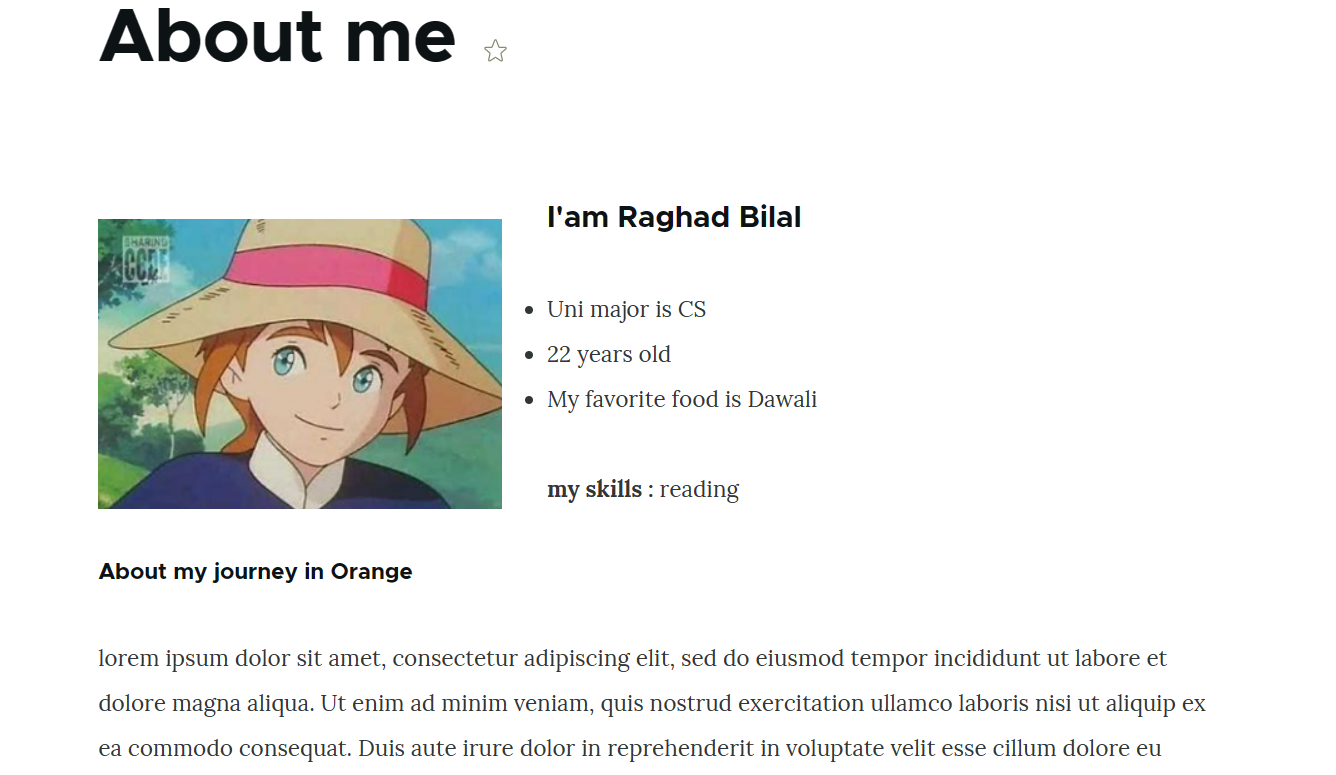 About me
SHARING
I'am Raghad Bilal
Uni major is CS
22 years old
My favorite food is Dawali
my skills : reading
About my journey in Orange
lorem ipsum dolor sit amet, consectetur adipiscing elit, sed do eiusmod tempor incididunt ut labore et
dolore magna aliqua. Ut enim ad minim veniam, quis nostrud exercitation ullamco laboris nisi ut aliquip ex
ea commodo consequat. Duis aute irure dolor in reprehenderit in voluptate velit esse cillum dolore eu